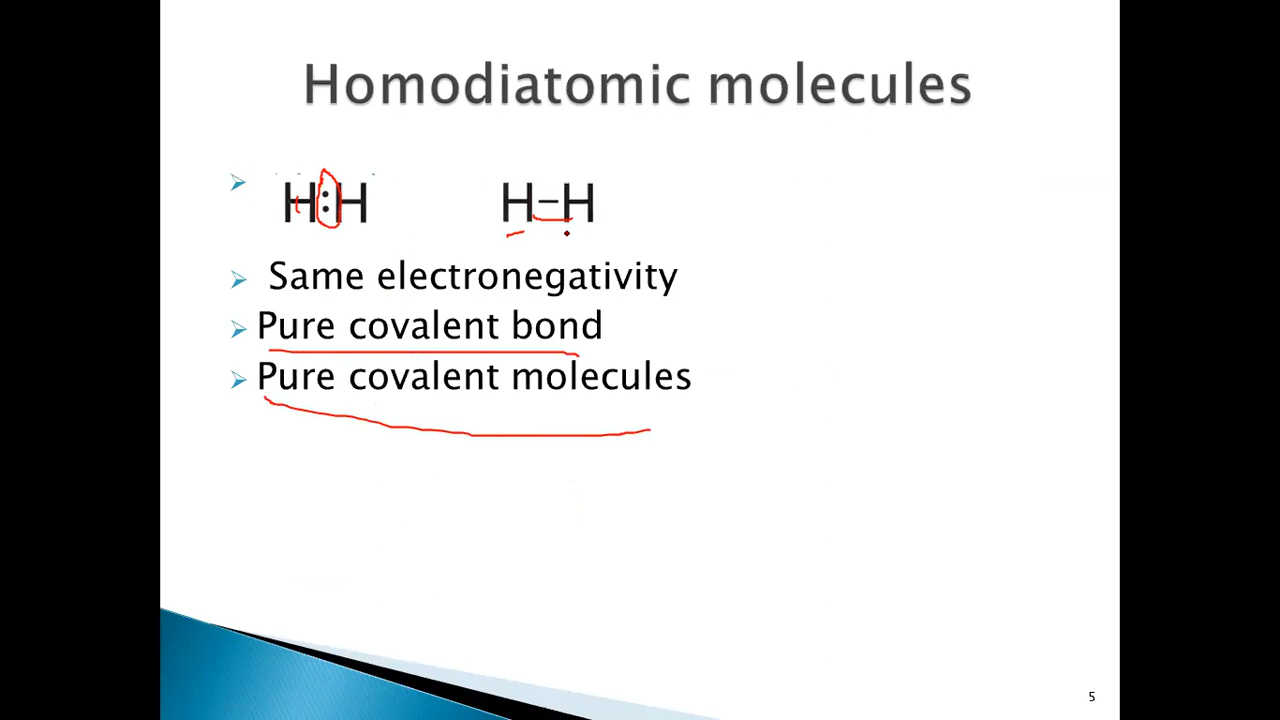 Homodiatomic molecules
H:H H–H
Same electronegativity
Pure covalent bond
Pure covalent molecules
5